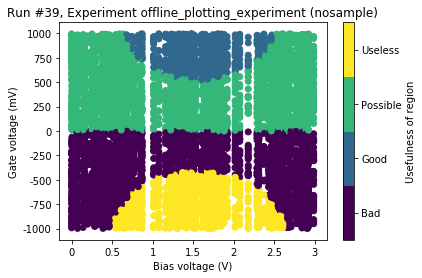 Run #39, Experiment offline_plotting_experiment (nosample)
1000
750
500
250
0
-250
-500
-750
-1000
Gate voltage (mV)
0
0.5
1
1.5
2
2.5
3
Bias voltage (V)
Useless
Possible
Good
Bad
Usefulness of region